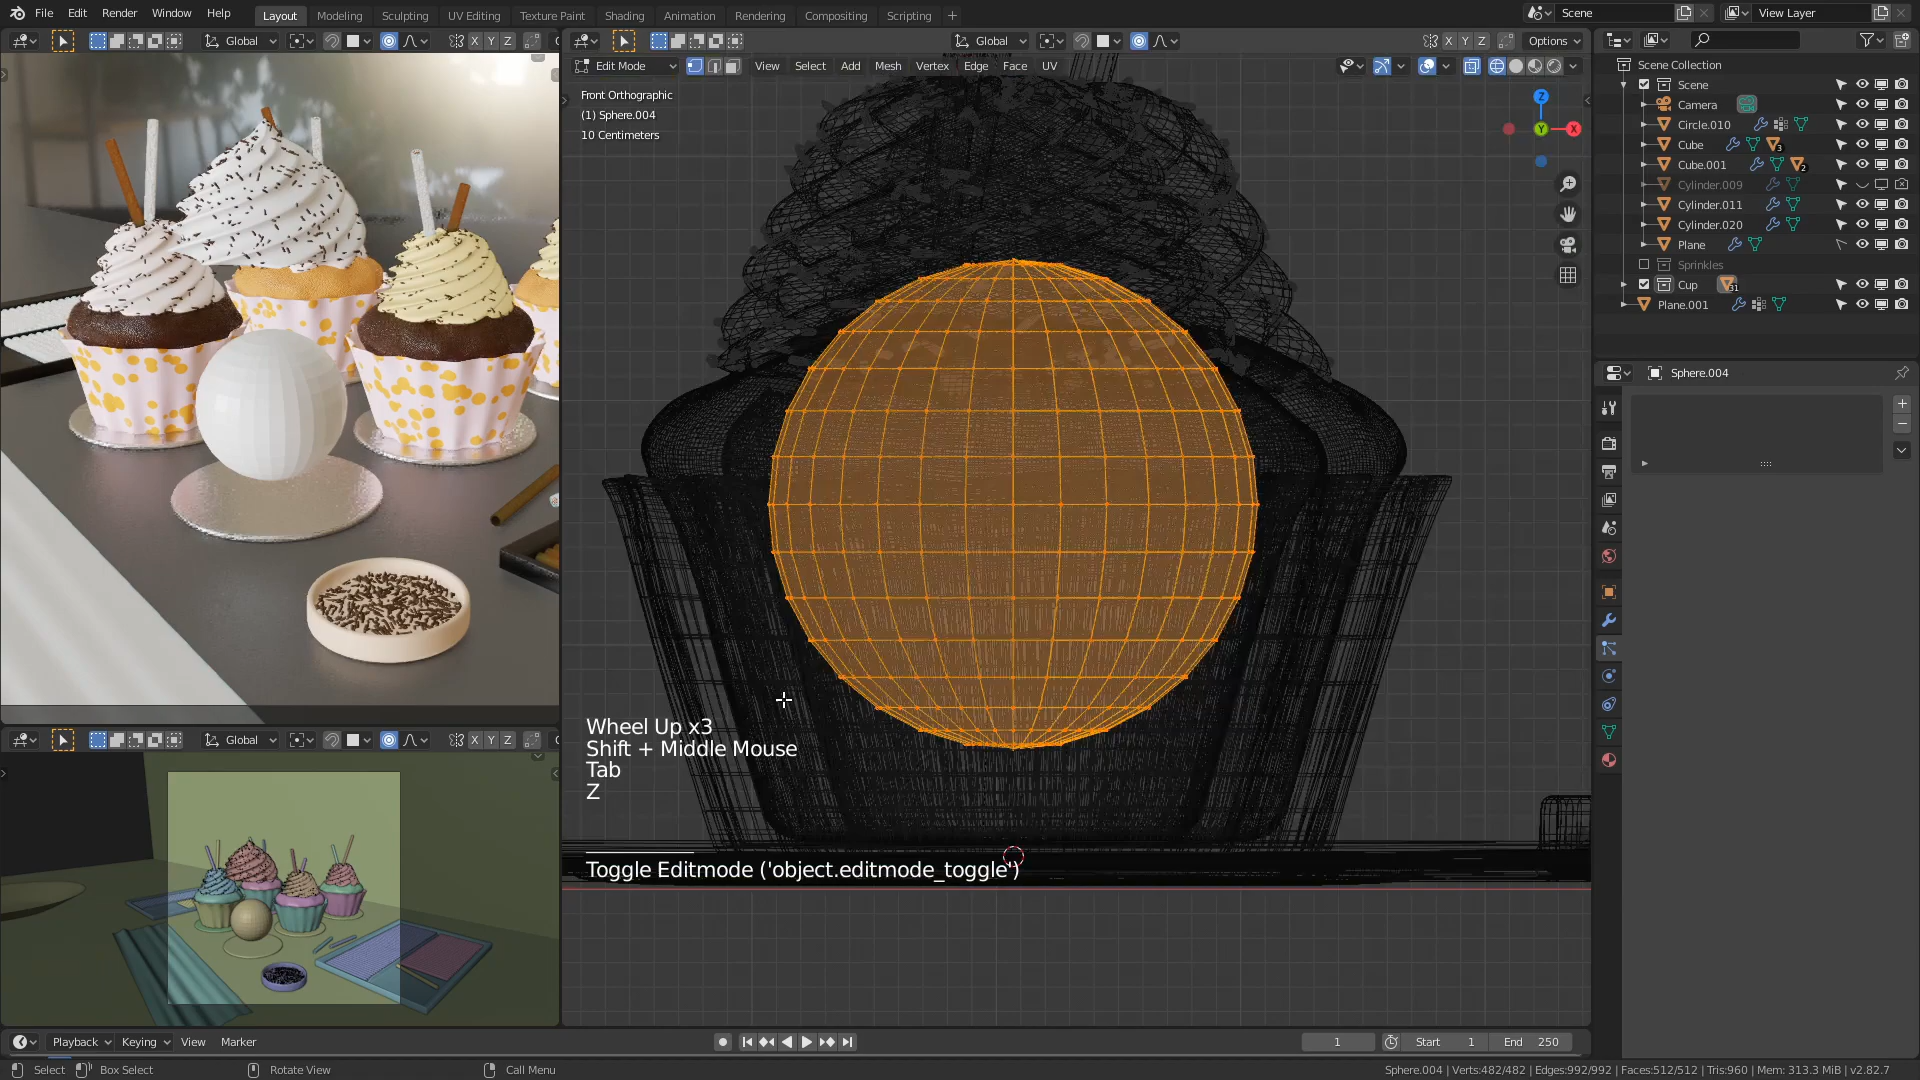 File Edit Render Window Help
Layout Modeling Sculpting UV Editing Texture Paint Shading Animation Rendering Compositing Scripting +
Scene
View Layer
Global
X Y Z
Global
X Y Z
Options
Edit Mode
View Select Add Mesh Vertex Edge Face UV
Front Orthographic
(1) Sphere.004
10 Centimeters
Z
Y
X
Scene Collection
Scene
Camera
Circle.010
Cube
3
Cube.001
2
Cylinder.009
Cylinder.011
Cylinder.020
Plane
Sprinkles
Cup
31
Plane.001
Sphere.004
Wheel Up x3
Shift + Middle Mouse
Tab
Z
Toggle Editmode ('object.editmode_toggle')
Global
X Y Z
Playback Keying View Marker
1
Start 1
End 250
Select
Box Select
Rotate View
Call Menu
Sphere.004 | Verts:482/482 | Edges:992/992 | Faces:512/512 | Tris:960 | Mem: 313.3 MiB | v2.82.7